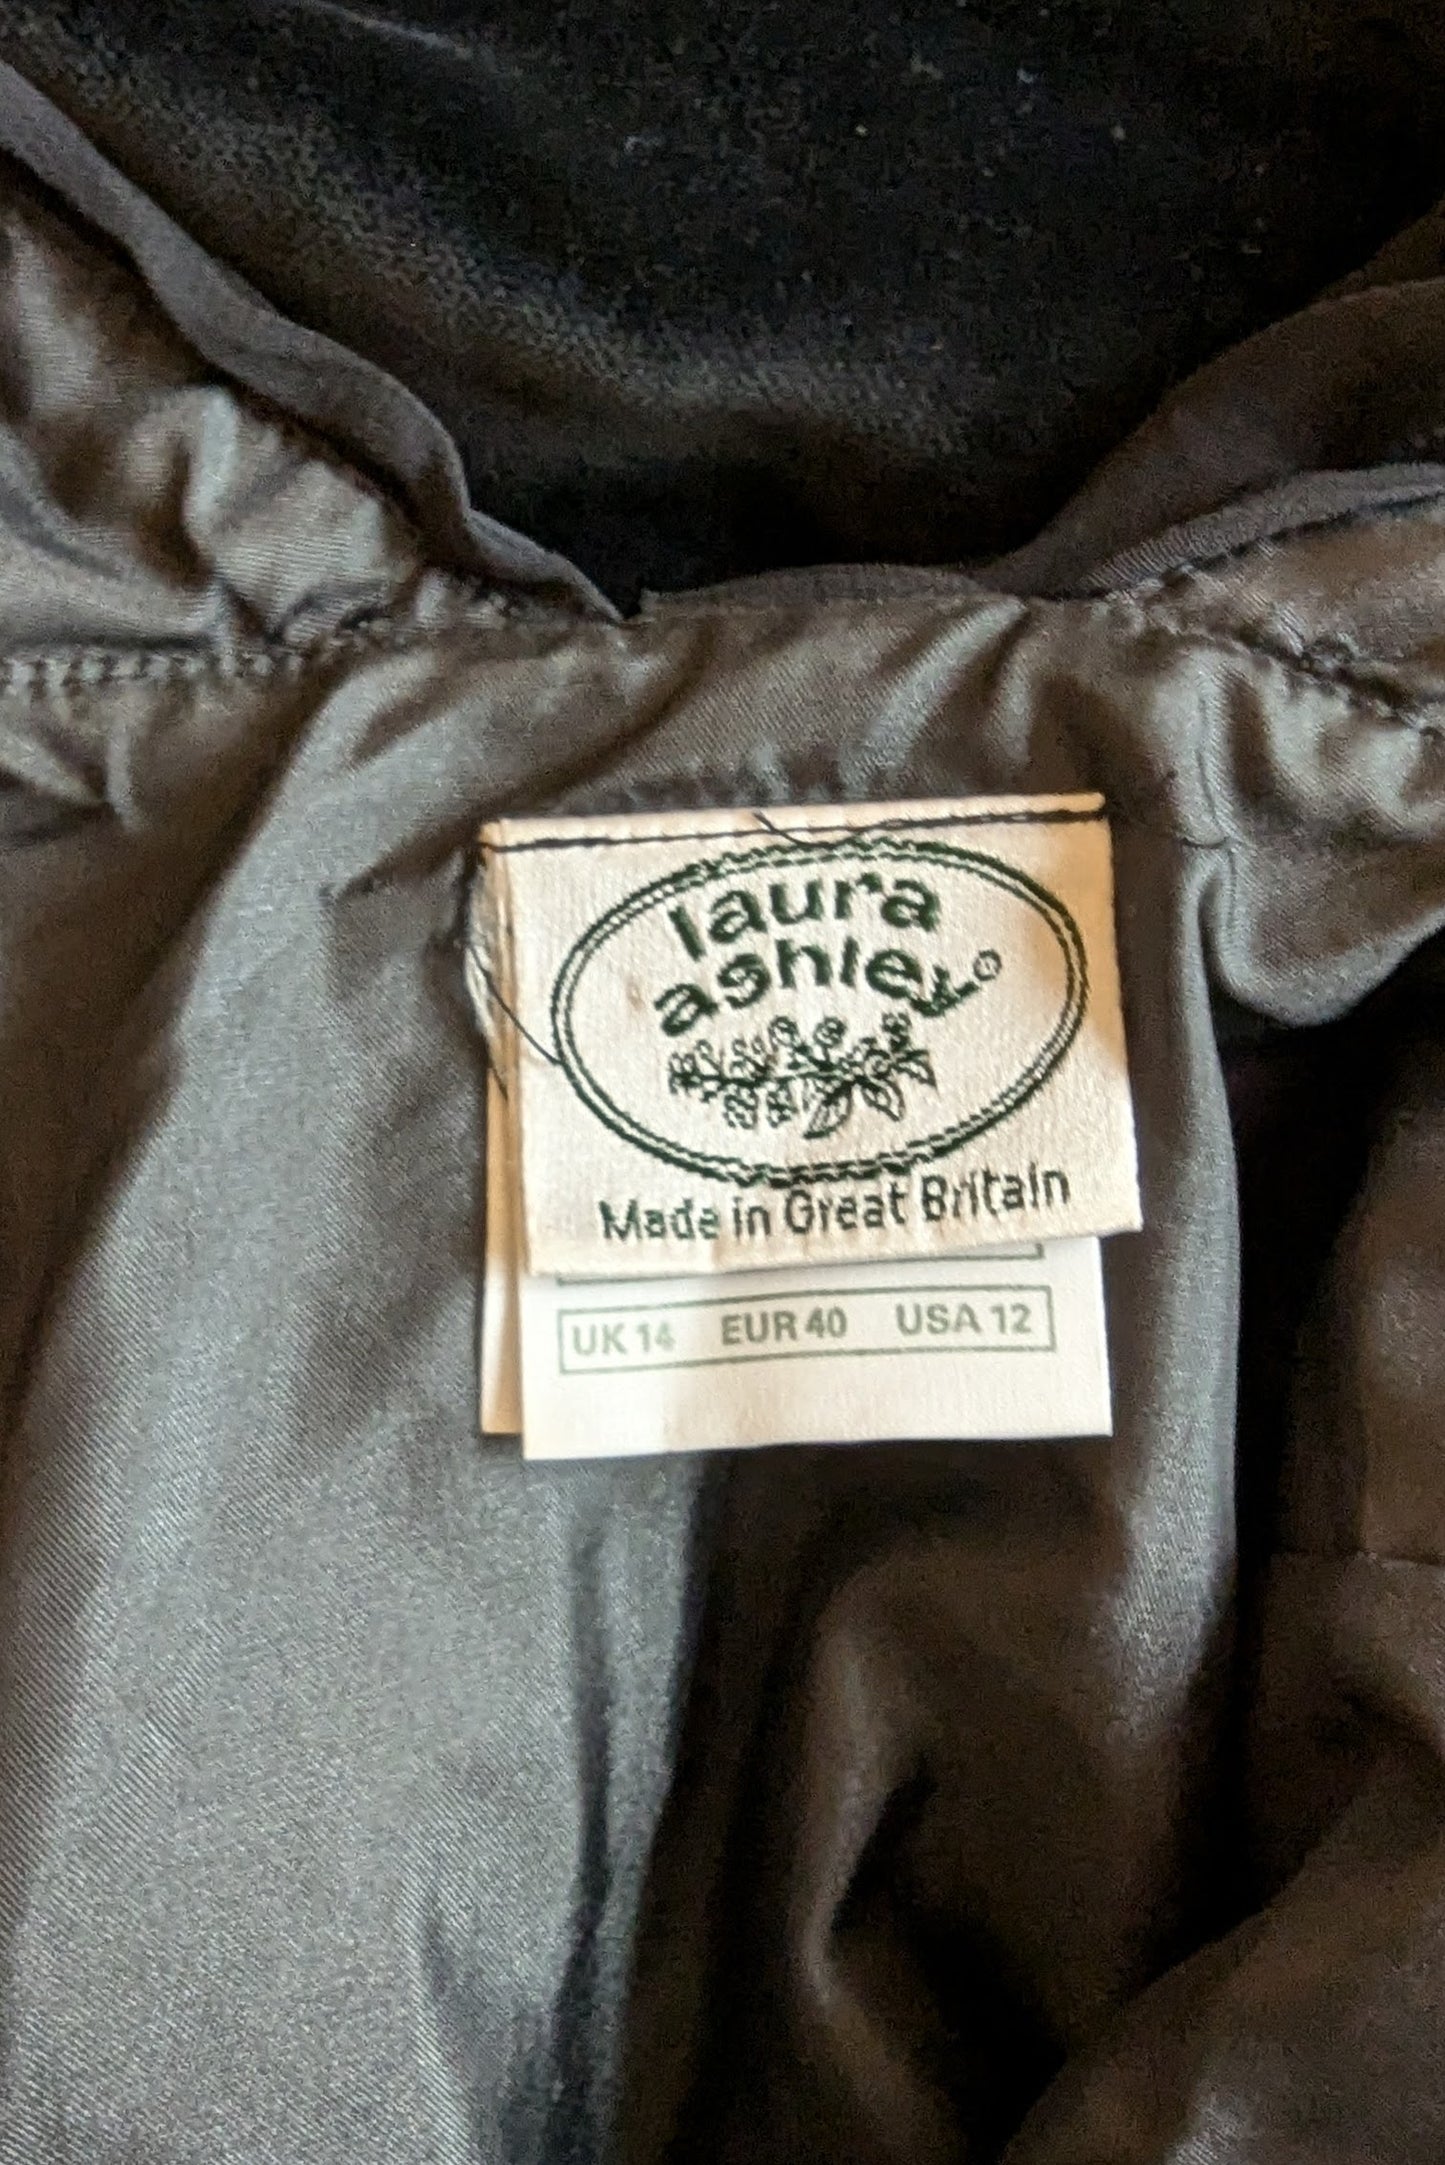 laura
ashley®
Made in Great Britain
UK 14 EUR 40 USA 12